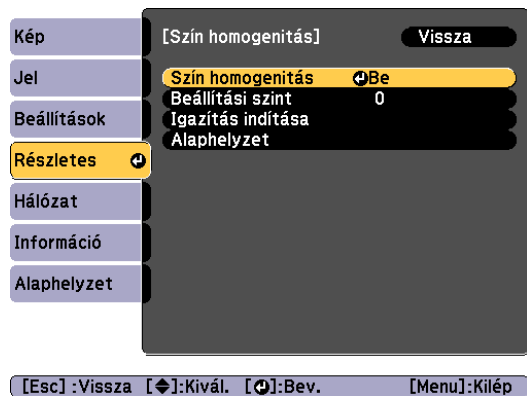 Kép
Jel
Beállítások
Részletes
Hálózat
Információ
Alaphelyzet
[Szín homogenitás] Vissza
Szín homogenitás Be
Beállítási szint 0
Igazítás indítása
Alaphelyzet
[Esc] :Vissza [◆]:Kivál. [↵]:Bev. [Menu]:Kilép